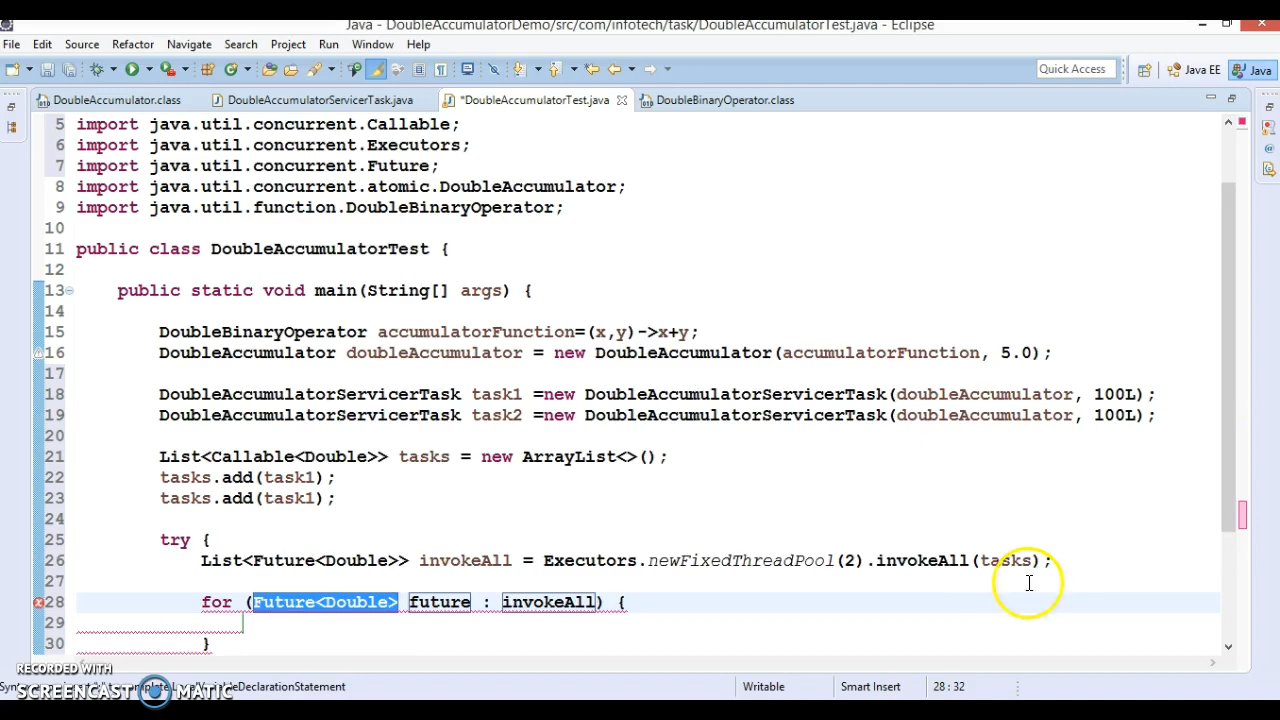 Java - DoubleAccumulatorDemo/src/com/infotech/task/DoubleAccumulatorTest.java - Eclipse
File Edit Source Refactor Navigate Search Project Run Window Help
Quick Access Java EE Java
DoubleAccumulator.class DoubleAccumulatorServicerTask.java *DoubleAccumulatorTest.java DoubleBinaryOperator.class
5 import java.util.concurrent.Callable;
6 import java.util.concurrent.Executors;
7 import java.util.concurrent.Future;
8 import java.util.concurrent.atomic.DoubleAccumulator;
9 import java.util.function.DoubleBinaryOperator;
10
11 public class DoubleAccumulatorTest {
12
13 public static void main(String[] args) {
14
15 DoubleBinaryOperator accumulatorFunction=(x,y)->x+y;
16 DoubleAccumulator doubleAccumulator = new DoubleAccumulator(accumulatorFunction, 5.0);
17
18 DoubleAccumulatorServicerTask task1 =new DoubleAccumulatorServicerTask(doubleAccumulator, 100L);
19 DoubleAccumulatorServicerTask task2 =new DoubleAccumulatorServicerTask(doubleAccumulator, 100L);
20
21 List<Callable<Double>> tasks = new ArrayList<>();
22 tasks.add(task1);
23 tasks.add(task1);
24
25 try {
26 List<Future<Double>> invokeAll = Executors.newFixedThreadPool(2).invokeAll(tasks);
27
28 for (Future<Double> future : invokeAll) {
29
30 }
RECORDED WITH
SCREENCAST MATIC
Writable Smart Insert 28 : 32